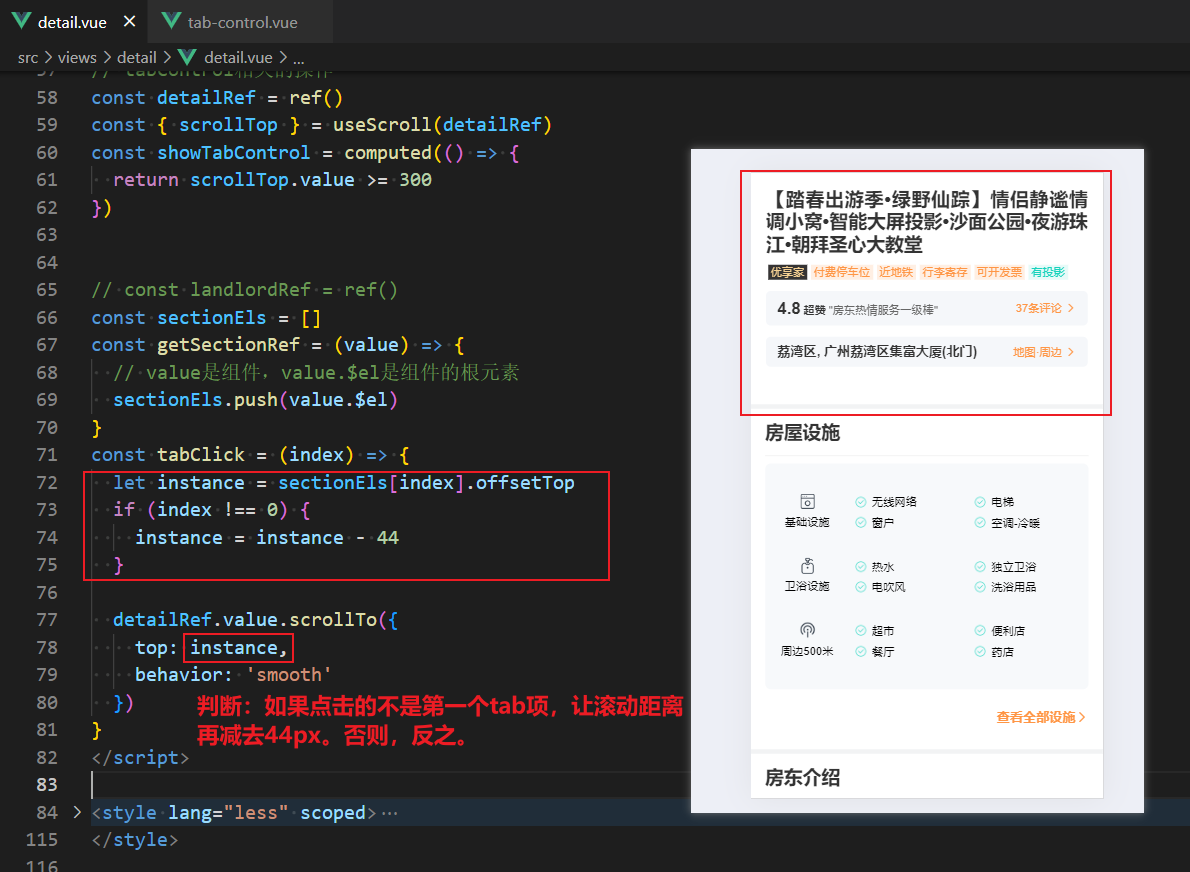 detail.vue
tab-control.vue
src > views > detail > detail.vue > ...
57 // tabControl相关的操作
58 const detailRef = ref()
59 const { scrollTop } = useScroll(detailRef)
60 const showTabControl = computed(() => {
61 return scrollTop.value >= 300
62 })
63
64
65 // const landlordRef = ref()
66 const sectionEls = []
67 const getSectionRef = (value) => {
68 // value是组件，value.$el是组件的根元素
69 sectionEls.push(value.$el)
70 }
71 const tabClick = (index) => {
72 let instance = sectionEls[index].offsetTop
73 if (index !== 0) {
74 instance = instance - 44
75 }
76
77 detailRef.value.scrollTo({
78 top: instance,
79 behavior: 'smooth'
80 })
81 }
82 </script>
83
84 <style lang="less" scoped> ...
115 </style>
116
判断：如果点击的不是第一个tab项，让滚动距离
再减去44px。否则，反之。
【踏春出游季•绿野仙踪】情侣静谧情
调小窝•智能大屏投影•沙面公园•夜游珠
江•朝拜圣心大教堂
优享家 付费停车位 近地铁 行李寄存 可开发票 有投影
4.8 超赞 "房东热情服务一级棒" 37条评论 >
荔湾区, 广州荔湾区集富大厦(北门) 地图·周边 >
房屋设施
基础设施
无线网络 电梯
窗户 空调-冷暖
卫浴设施
热水 独立卫浴
电吹风 洗浴用品
周边500米
超市 便利店
餐厅 药店
查看全部设施 >
房东介绍